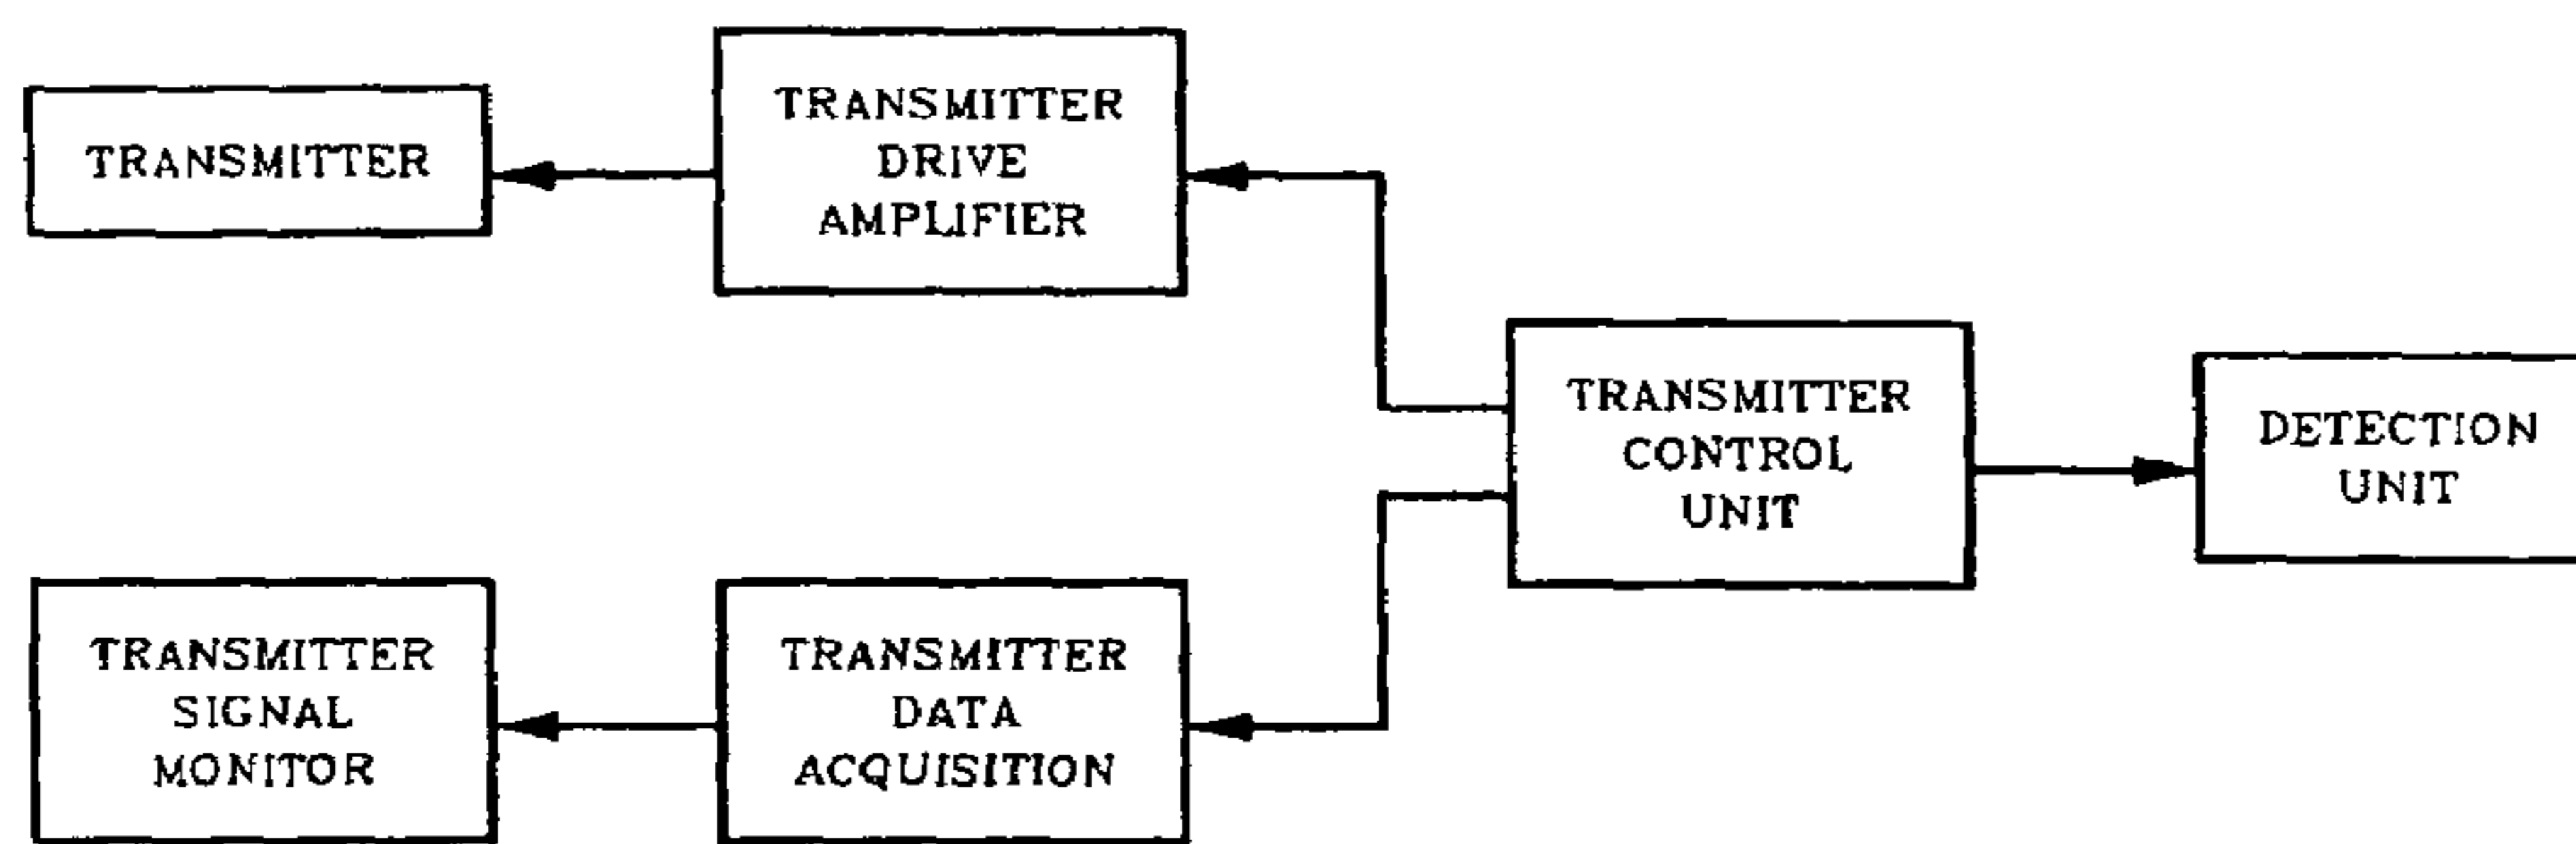 TRANSMITTER
TRANSMITTER
DRIVE
AMPLIFIER
TRANSMITTER
CONTROL
UNIT
DETECTION
UNIT
TRANSMITTER
SIGNAL
MONITOR
TRANSMITTER
DATA
ACQUISITION